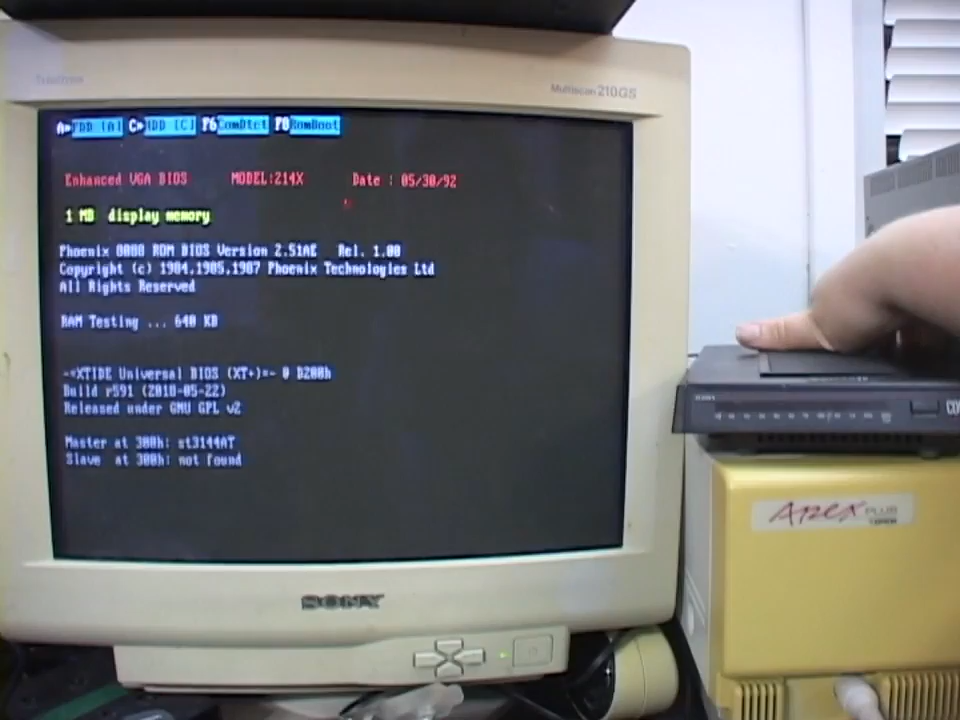 Multiscan 210GS
A» FDD [A] C» HDD [C] F6 ComDtct F8 RomBoot
Enhanced VGA BIOS MODEL:Z14X Date : 05/30/92
1 MB display memory
Phoenix 8088 ROM BIOS Version 2.51AE Rel. 1.00
Copyright (c) 1984,1985,1987 Phoenix Technologies Ltd
All Rights Reserved
RAM Testing ... 640 KB
-=XTIDE Universal BIOS (XT+)=- @ D200h
Build r591 (2018-05-22)
Released under GNU GPL v2
Master at 300h: st3144AT
Slave at 300h: not found
SONY
Apex PLUS